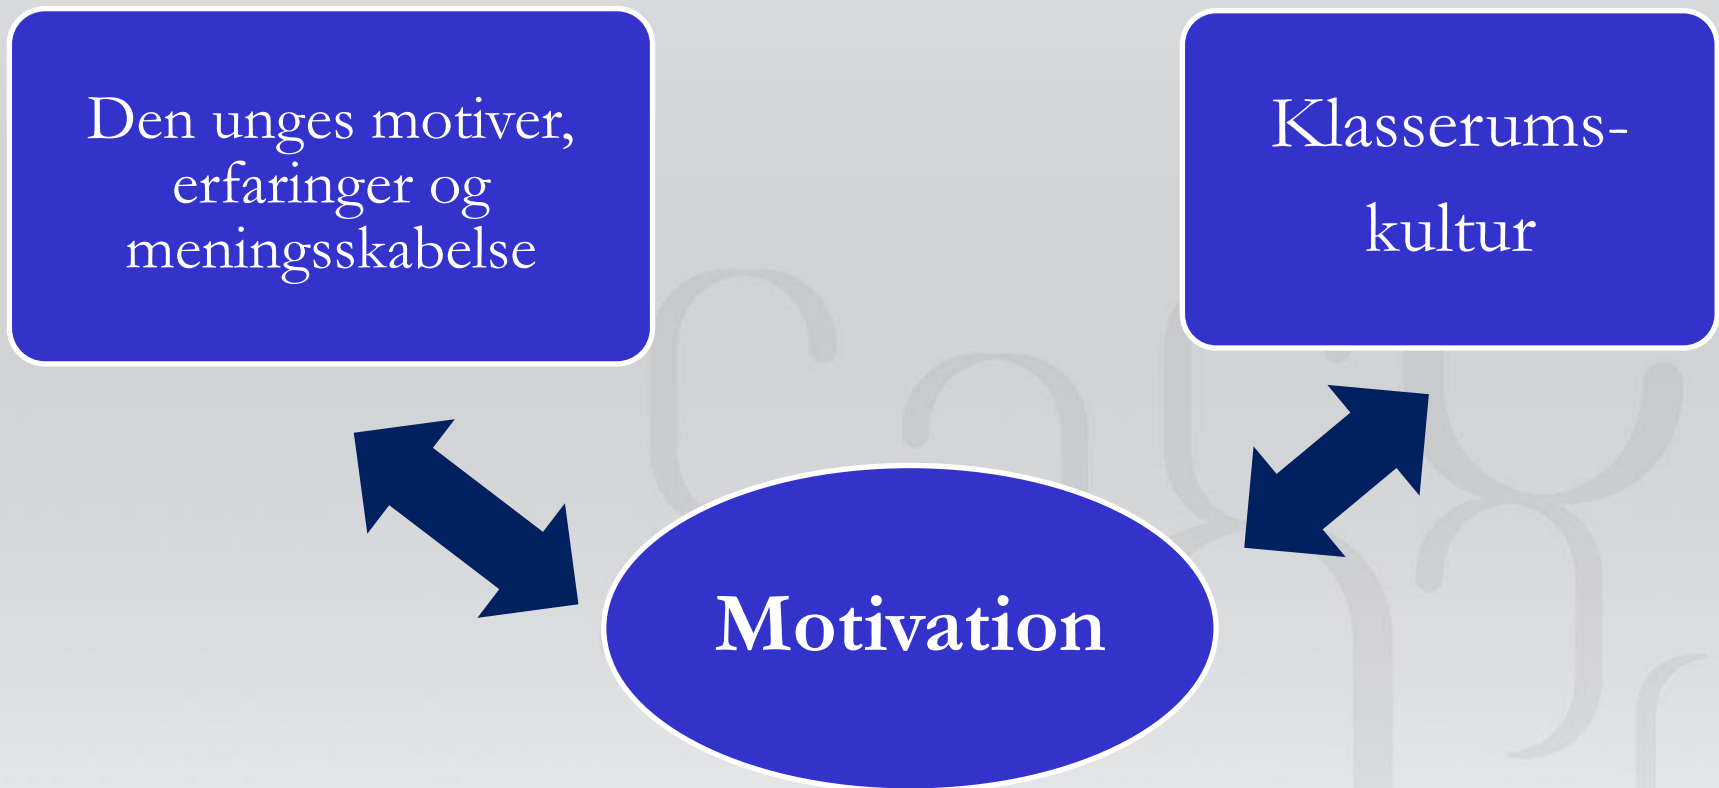 Den unges motiver,
erfaringer og
meningsskabelse
Klasserums-
kultur
Motivation